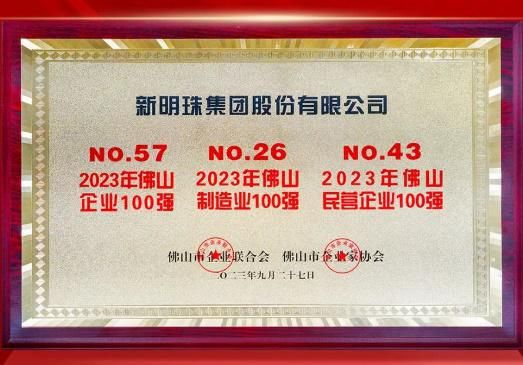 新明珠集团股份有限公司
NO.57 NO.26 NO.43
2023年佛山 2023年佛山 2023年佛山
企业100强 制造业100强 民营企业100强
佛山市企业联合会 佛山市企业家协会
二〇二三年九月二十七日